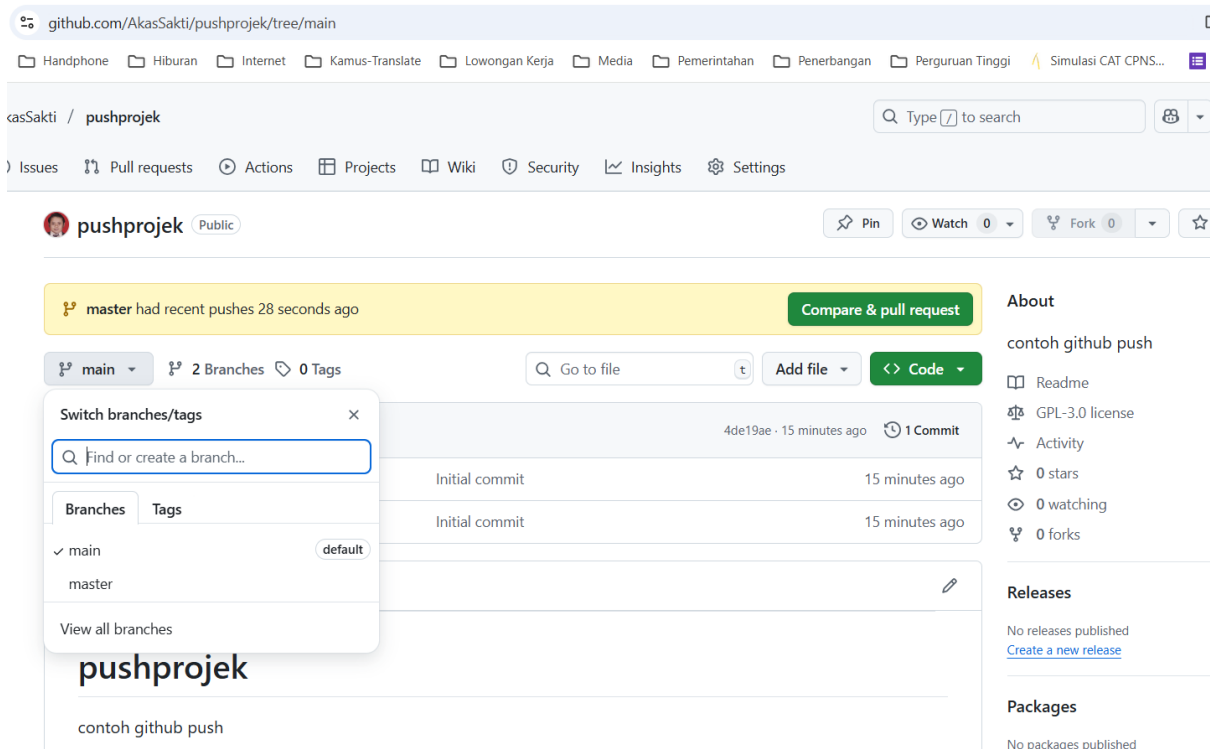 github.com/AkasSakti/pushprojek/tree/main
Handphone Hiburan Internet Kamus-Translate Lowongan Kerja Media Pemerintahan Penerbangan Perguruan Tinggi Simulasi CAT CPNS...
kasSakti / pushprojek
Type / to search
Issues Pull requests Actions Projects Wiki Security Insights Settings
pushprojek Public
Pin Watch 0 Fork 0
master had recent pushes 28 seconds ago
Compare & pull request
main 2 Branches 0 Tags
Go to file t
Add file
<> Code
Switch branches/tags
Find or create a branch...
Branches Tags
main default
master
View all branches
4de19ae · 15 minutes ago 1 Commit
Initial commit 15 minutes ago
Initial commit 15 minutes ago
pushprojek
contoh github push
About
contoh github push
Readme
GPL-3.0 license
Activity
0 stars
0 watching
0 forks
Releases
No releases published
Create a new release
Packages
No packages published